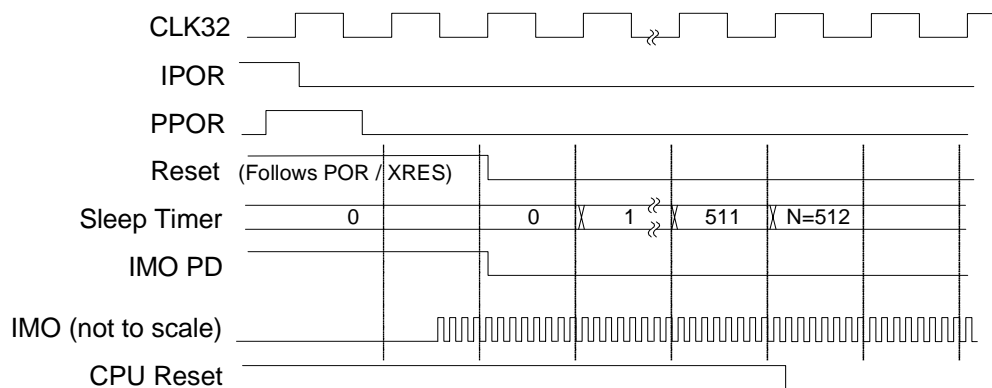 CLK32
IPOR
PPOR
Reset (Follows POR / XRES)
Sleep Timer 0 0 1 511 N=512
IMO PD
IMO (not to scale)
CPU Reset